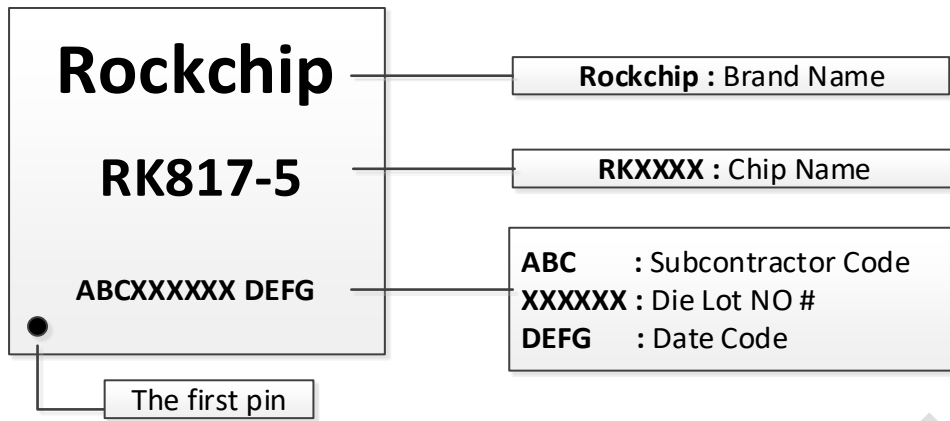 Rockchip
Rockchip : Brand Name
RK817-5
RKXXXX : Chip Name
ABCXXXXXX DEFG
ABC : Subcontractor Code
XXXXXX : Die Lot NO #
DEFG : Date Code
The first pin